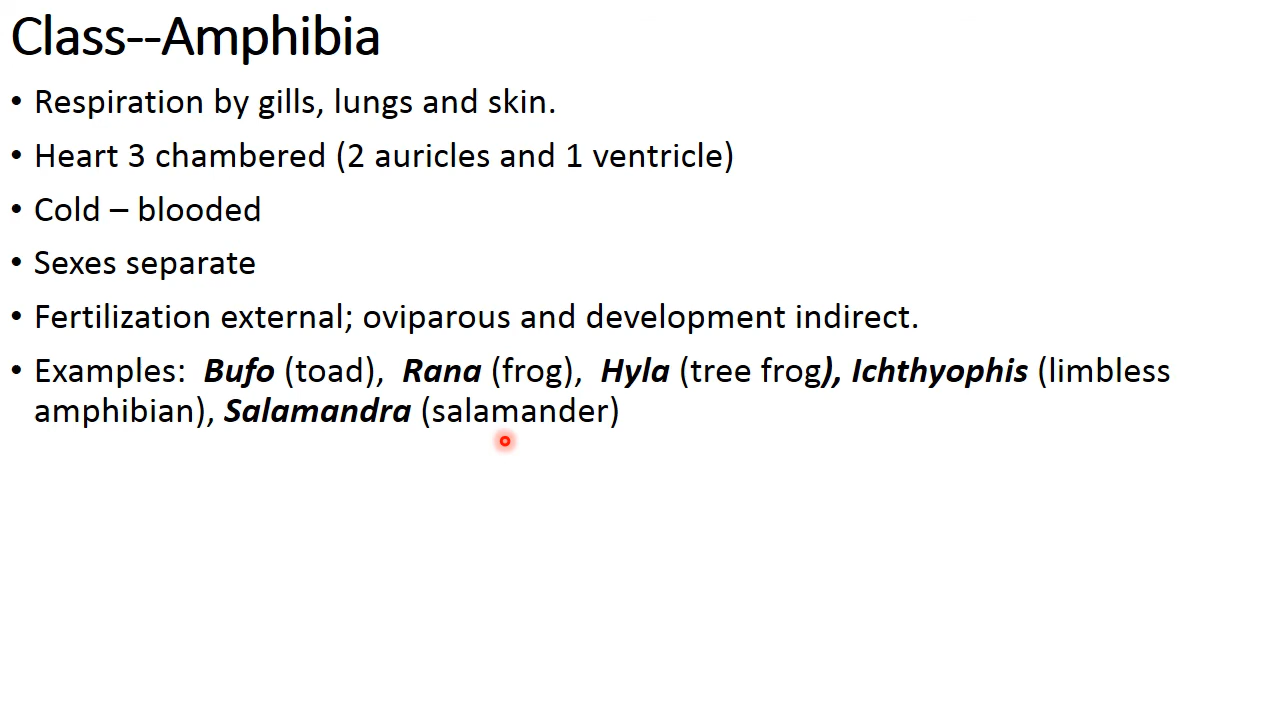 Class--Amphibia
• Respiration by gills, lungs and skin.
• Heart 3 chambered (2 auricles and 1 ventricle)
• Cold – blooded
• Sexes separate
• Fertilization external; oviparous and development indirect.
• Examples:  Bufo (toad),  Rana (frog),  Hyla (tree frog), Ichthyophis (limbless
amphibian), Salamandra (salamander)